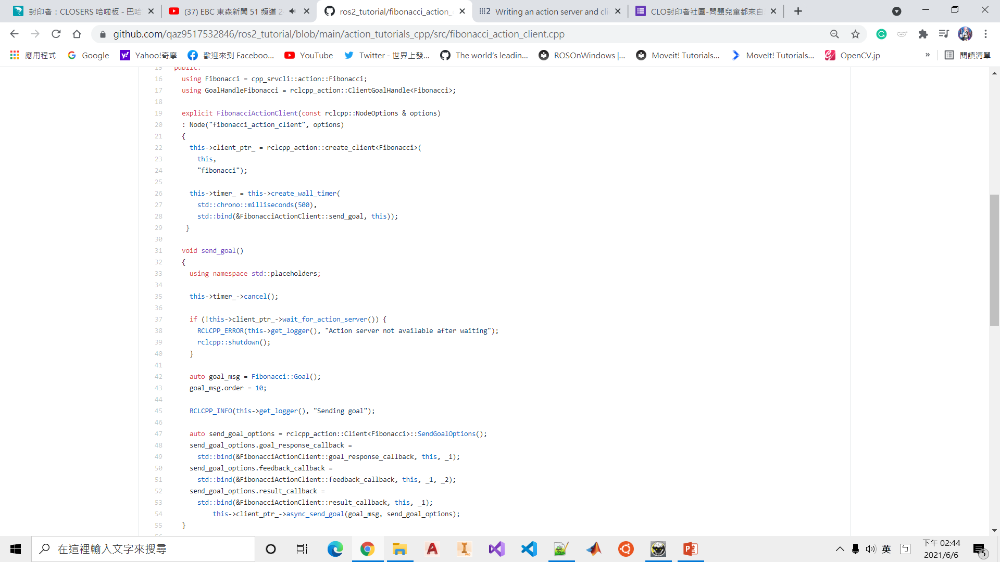 封印者：CLOSERS 哈啦板 - 巴哈
(37) EBC 東森新聞 51 頻道 2
ros2_tutorial/fibonacci_action_
Writing an action server and cli
CLO封印者社團-問題兒童都來自
github.com/qaz9517532846/ros2_tutorial/blob/main/action_tutorials_cpp/src/fibonacci_action_client.cpp
應用程式
Google
Yahoo!奇摩
歡迎來到 Faceboo...
YouTube
Twitter - 世界上發...
The world's leadin...
ROSOnWindows |...
Moveit! Tutorials...
MoveIt! Tutorials...
OpenCV.jp
»
閱讀清單
15 public:
16 using Fibonacci = cpp_srvcli::action::Fibonacci;
17 using GoalHandleFibonacci = rclcpp_action::ClientGoalHandle<Fibonacci>;
18
19 explicit FibonacciActionClient(const rclcpp::NodeOptions & options)
20 : Node("fibonacci_action_client", options)
21 {
22 this->client_ptr_ = rclcpp_action::create_client<Fibonacci>(
23 this,
24 "fibonacci");
25
26 this->timer_ = this->create_wall_timer(
27 std::chrono::milliseconds(500),
28 std::bind(&FibonacciActionClient::send_goal, this));
29 }
30
31 void send_goal()
32 {
33 using namespace std::placeholders;
34
35 this->timer_->cancel();
36
37 if (!this->client_ptr_->wait_for_action_server()) {
38 RCLCPP_ERROR(this->get_logger(), "Action server not available after waiting");
39 rclcpp::shutdown();
40 }
41
42 auto goal_msg = Fibonacci::Goal();
43 goal_msg.order = 10;
44
45 RCLCPP_INFO(this->get_logger(), "Sending goal");
46
47 auto send_goal_options = rclcpp_action::Client<Fibonacci>::SendGoalOptions();
48 send_goal_options.goal_response_callback =
49 std::bind(&FibonacciActionClient::goal_response_callback, this, _1);
50 send_goal_options.feedback_callback =
51 std::bind(&FibonacciActionClient::feedback_callback, this, _1, _2);
52 send_goal_options.result_callback =
53 std::bind(&FibonacciActionClient::result_callback, this, _1);
54 this->client_ptr_->async_send_goal(goal_msg, send_goal_options);
55 }
在這裡輸入文字來搜尋
英
下午 02:44
2021/6/6
5